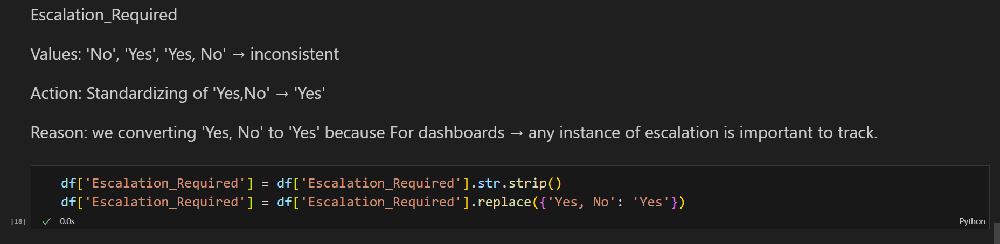 Escalation_Required
Values: 'No', 'Yes', 'Yes, No' → inconsistent
Action: Standardizing of 'Yes,No' → 'Yes'
Reason: we converting 'Yes, No' to 'Yes' because For dashboards → any instance of escalation is important to track.
df['Escalation_Required'] = df['Escalation_Required'].str.strip()
df['Escalation_Required'] = df['Escalation_Required'].replace({'Yes, No': 'Yes'})
[18] ✓ 0.0s Python